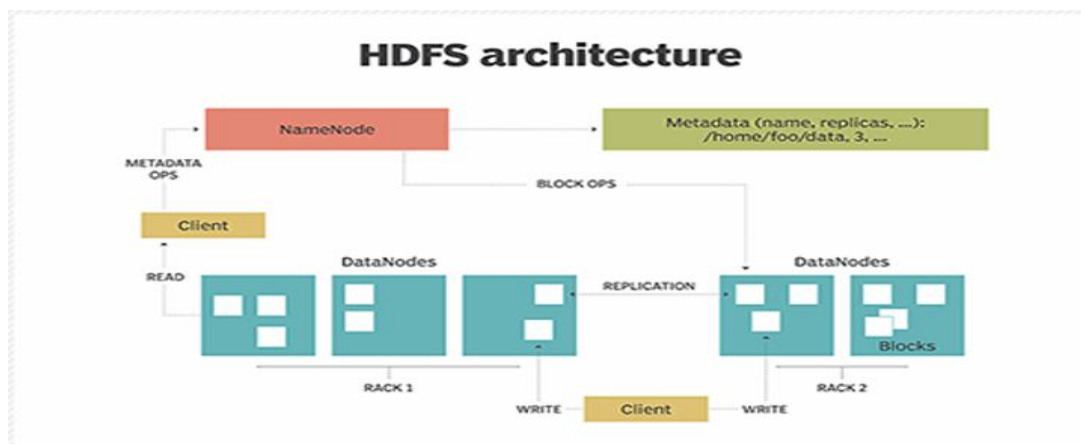 HDFS architecture
NameNode
Metadata (name, replicas, ...):
/home/foo/data, 3, ...
METADATA
OPS
BLOCK OPS
Client
READ
DataNodes
REPLICATION
DataNodes
Blocks
RACK 1
RACK 2
WRITE
Client
WRITE